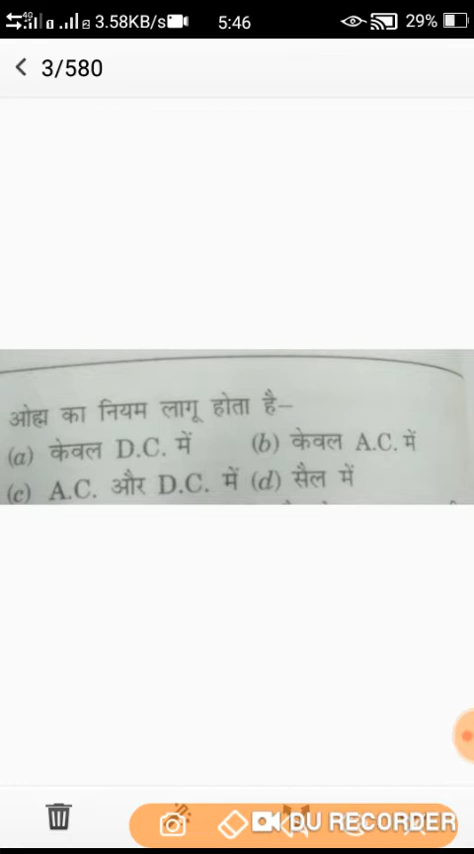 3.58KB/s 5:46 29%
< 3/580
ओह्म का नियम लागू होता है–
(a) केवल D.C. में (b) केवल A.C. में
(c) A.C. और D.C. में (d) सैल में
DU RECORDER